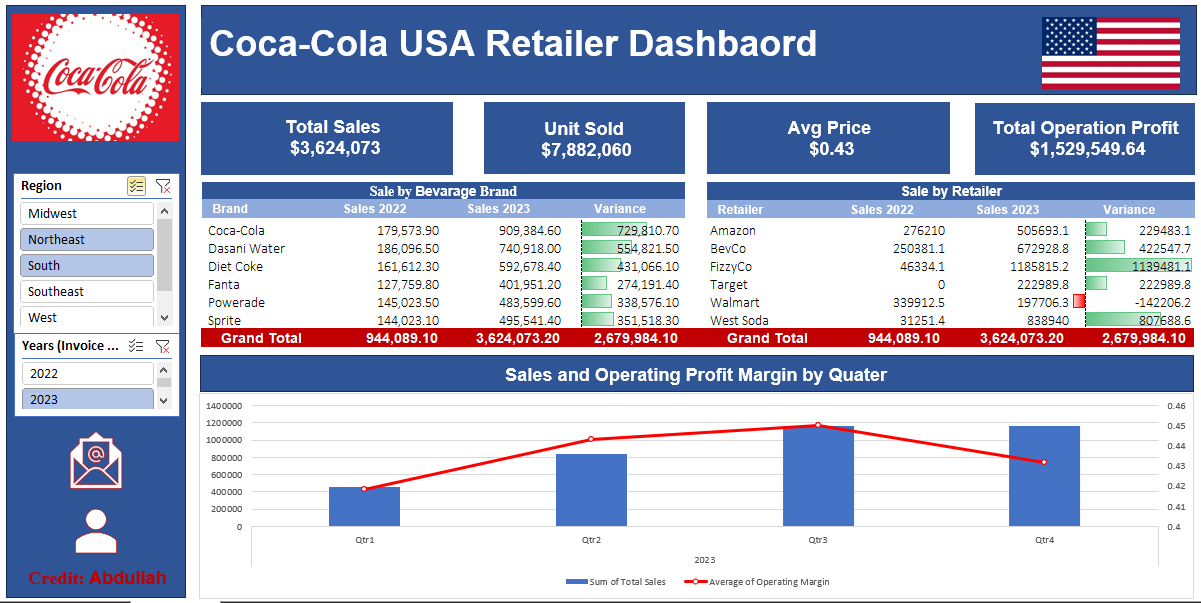 Coca-Cola
Coca-Cola USA Retailer Dashbaord
Total Sales
$3,624,073
Unit Sold
$7,882,060
Avg Price
$0.43
Total Operation Profit
$1,529,549.64
Region
Midwest
Northeast
South
Southeast
West
Years (Invoice ...
2022
2023
Credit: Abdullah
Sale by Bevarage Brand
Brand Sales 2022 Sales 2023 Variance
Coca-Cola 179,573.90 909,384.60 729,810.70
Dasani Water 186,096.50 740,918.00 554,821.50
Diet Coke 161,612.30 592,678.40 431,066.10
Fanta 127,759.80 401,951.20 274,191.40
Powerade 145,023.50 483,599.60 338,576.10
Sprite 144,023.10 495,541.40 351,518.30
Grand Total 944,089.10 3,624,073.20 2,679,984.10
Sale by Retailer
Retailer Sales 2022 Sales 2023 Variance
Amazon 276210 505693.1 229483.1
BevCo 250381.1 672928.8 422547.7
FizzyCo 46334.1 1185815.2 1139481.1
Target 0 222989.8 222989.8
Walmart 339912.5 197706.3 -142206.2
West Soda 31251.4 838940 807688.6
Grand Total 944,089.10 3,624,073.20 2,679,984.10
Sales and Operating Profit Margin by Quater
1400000
1200000
1000000
800000
600000
400000
200000
0
0.46
0.45
0.44
0.43
0.42
0.41
0.4
Qtr1 Qtr2 Qtr3 Qtr4
2023
Sum of Total Sales Average of Operating Margin